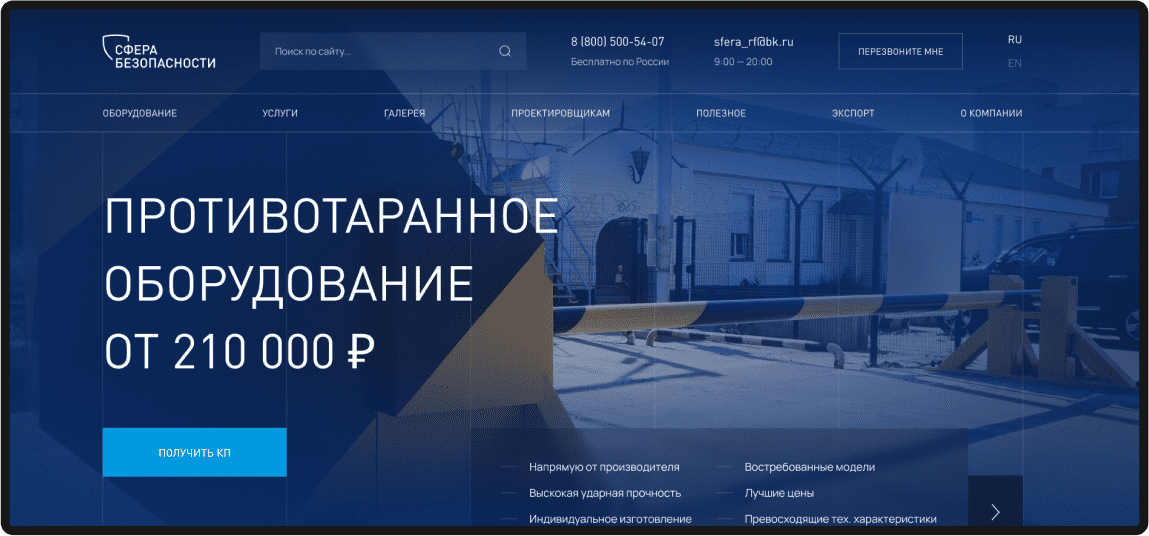 СФЕРА
БЕЗОПАСНОСТИ
Поиск по сайту...
8 (800) 500-54-07
Бесплатно по России
sfera_rf@bk.ru
9:00 — 20:00
ПЕРЕЗВОНИТЕ МНЕ
RU
EN
ОБОРУДОВАНИЕ УСЛУГИ ГАЛЕРЕЯ ПРОЕКТИРОВЩИКАМ ПОЛЕЗНОЕ ЭКСПОРТ О КОМПАНИИ
ПРОТИВОТАРАННОЕ
ОБОРУДОВАНИЕ
ОТ 210 000 ₽
ПОЛУЧИТЬ КП
Напрямую от производителя
Выскокая ударная прочность
Индивидуальное изготовление
Востребованные модели
Лучшие цены
Превосходящие тех. характеристики